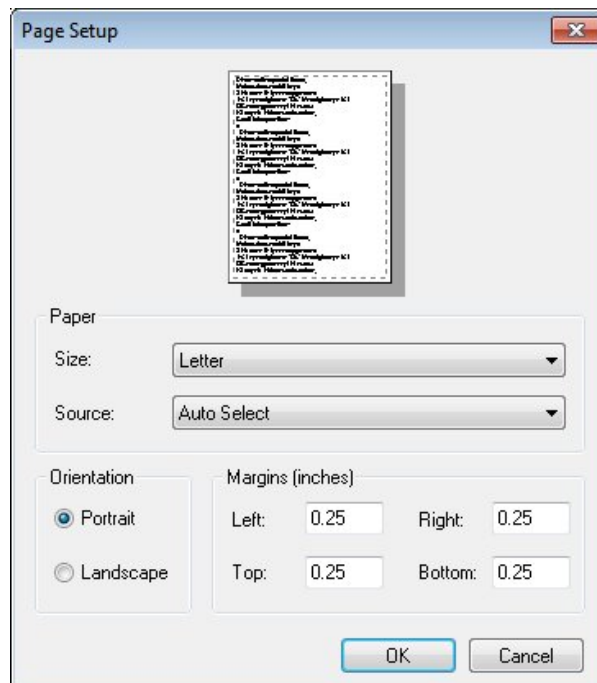 Page Setup
Paper
Size: Letter
Source: Auto Select
Orientation
Portrait
Landscape
Margins (inches)
Left: 0.25 Right: 0.25
Top: 0.25 Bottom: 0.25
OK Cancel